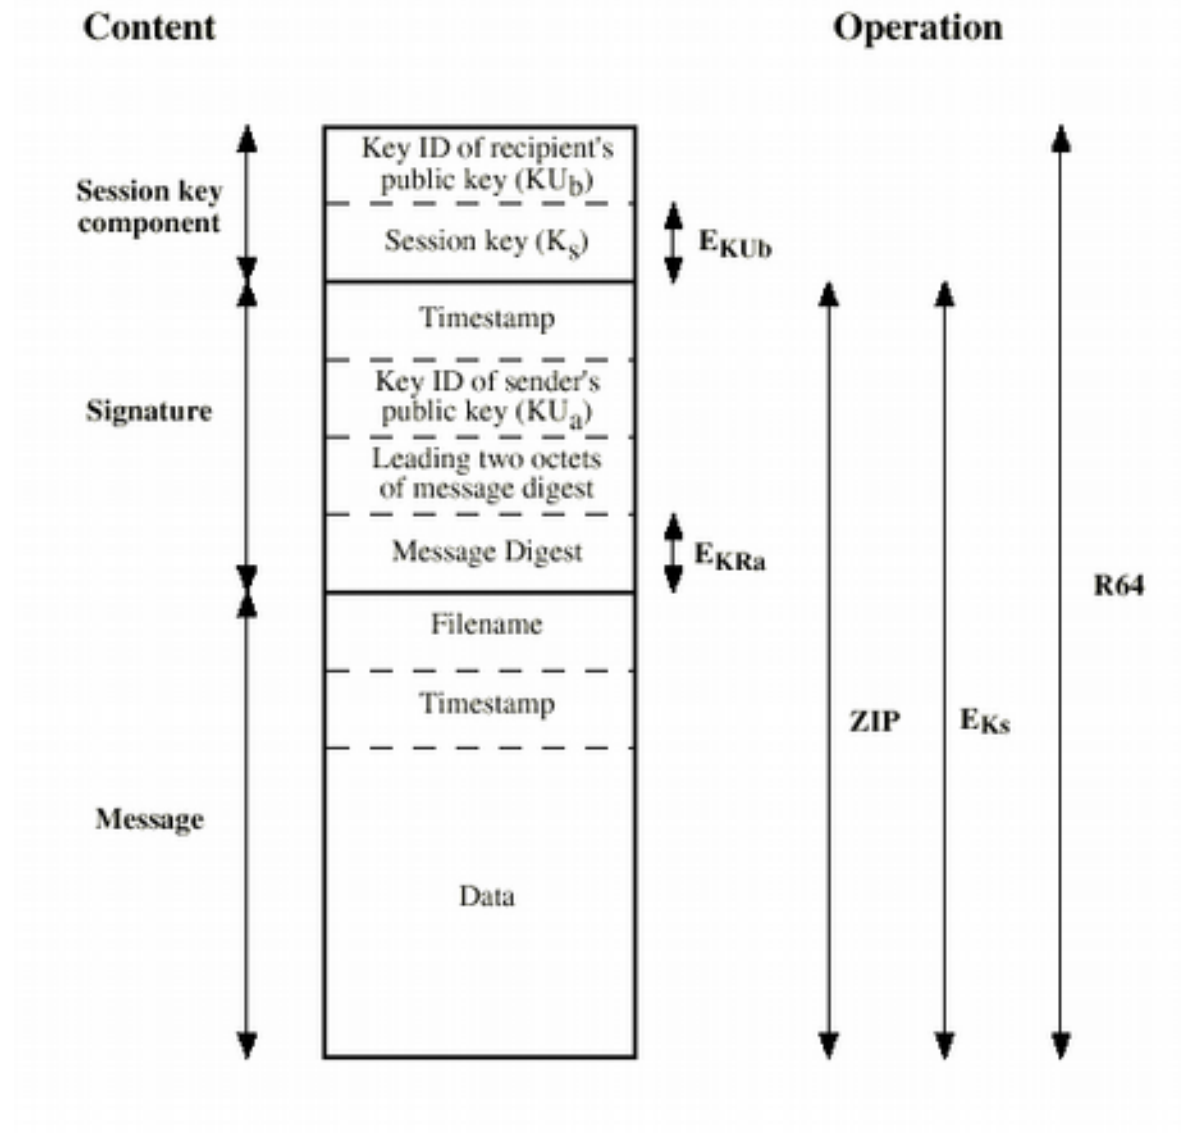 Content
Operation
Key ID of recipient's
public key (KUb)
Session key
component
Session key (Ks)
EKUb
Timestamp
Key ID of sender's
public key (KUa)
Signature
Leading two octets
of message digest
Message Digest
EKRa
R64
Filename
Timestamp
ZIP
EKs
Message
Data